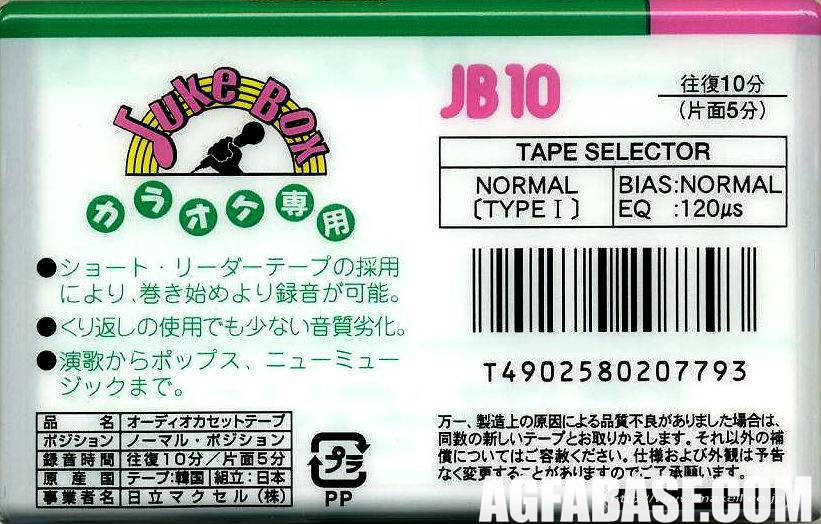 Juke Box
カラオケ専用
●ショート・リーダーテープの採用
により、巻き始めより録音が可能。
●くり返しの使用でも少ない音質劣化。
●演歌からポップス、ニューミュー
ジックまで。
品 名 オーディオカセットテープ
ポジション ノーマル・ポジション
録音時間 往復10分/片面5分
原産国 テープ:韓国 組立:日本
事業者名 日立マクセル(株)
プラ
PP
JB10
往復10分
(片面5分)
TAPE SELECTOR
NORMAL BIAS:NORMAL
〔TYPE I〕 EQ :120μs
T4902580207793
万一、製造上の原因による品質不良がありました場合は、
同数の新しいテープとお取りかえします。それ以外の補
償についてはご容赦ください。仕様および外観は予告
なく変更することがありますのでご了承願います。
AGFABASE.COM